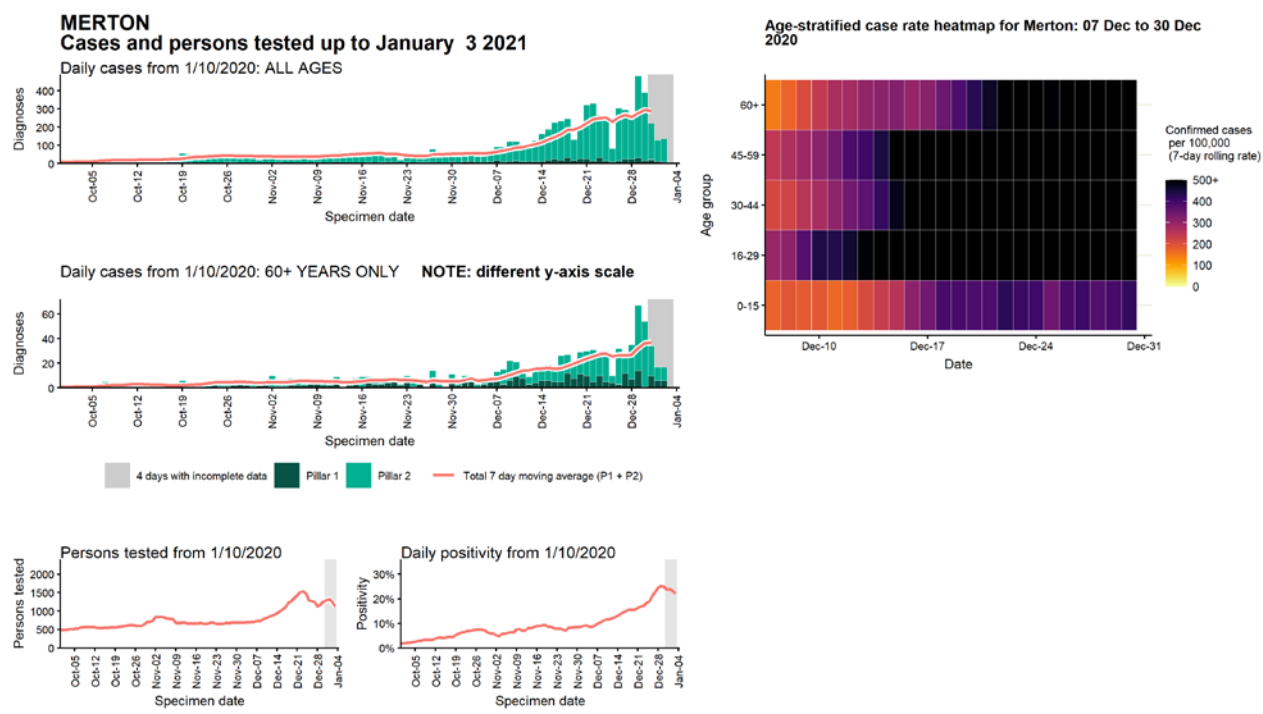 MERTON
Cases and persons tested up to January 3 2021
Daily cases from 1/10/2020: ALL AGES
Diagnoses
400
300
200
100
0
Oct-05
Oct-12
Oct-19
Oct-26
Nov-02
Nov-09
Nov-16
Nov-23
Nov-30
Dec-07
Dec-14
Dec-21
Dec-28
Jan-04
Specimen date
Daily cases from 1/10/2020: 60+ YEARS ONLY NOTE: different y-axis scale
Diagnoses
60
40
20
0
Oct-05
Oct-12
Oct-19
Oct-26
Nov-02
Nov-09
Nov-16
Nov-23
Nov-30
Dec-07
Dec-14
Dec-21
Dec-28
Jan-04
Specimen date
4 days with incomplete data
Pillar 1
Pillar 2
Total 7 day moving average (P1 + P2)
Persons tested from 1/10/2020
Persons tested
2000
1500
1000
500
0
Oct-05
Oct-12
Oct-19
Oct-26
Nov-02
Nov-09
Nov-16
Nov-23
Nov-30
Dec-07
Dec-14
Dec-21
Dec-28
Jan-04
Specimen date
Daily positivity from 1/10/2020
Positivity
30%
20%
10%
0%
Oct-05
Oct-12
Oct-19
Oct-26
Nov-02
Nov-09
Nov-16
Nov-23
Nov-30
Dec-07
Dec-14
Dec-21
Dec-28
Jan-04
Specimen date
Age-stratified case rate heatmap for Merton: 07 Dec to 30 Dec
2020
Age group
60+
45-59
30-44
16-29
0-15
Dec-10
Dec-17
Dec-24
Dec-31
Date
Confirmed cases
per 100,000
(7-day rolling rate)
500+
400
300
200
100
0